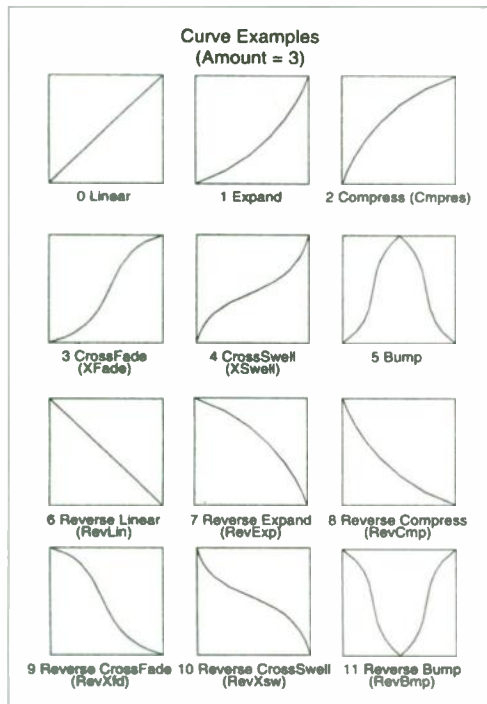 Curve Examples
(Amount = 3)
0 Linear
1 Expand
2 Compress (Cmpres)
3 CrossFade
(XFade)
4 CrossSwell
(XSwell)
5 Bump
6 Reverse Linear
(RevLin)
7 Reverse Expand
(RevExp)
8 Reverse Compress
(RevCmp)
9 Reverse CrossFade
(RevXfd)
10 Reverse CrossSwell
(RevXsw)
11 Reverse Bump
(RevBmp)